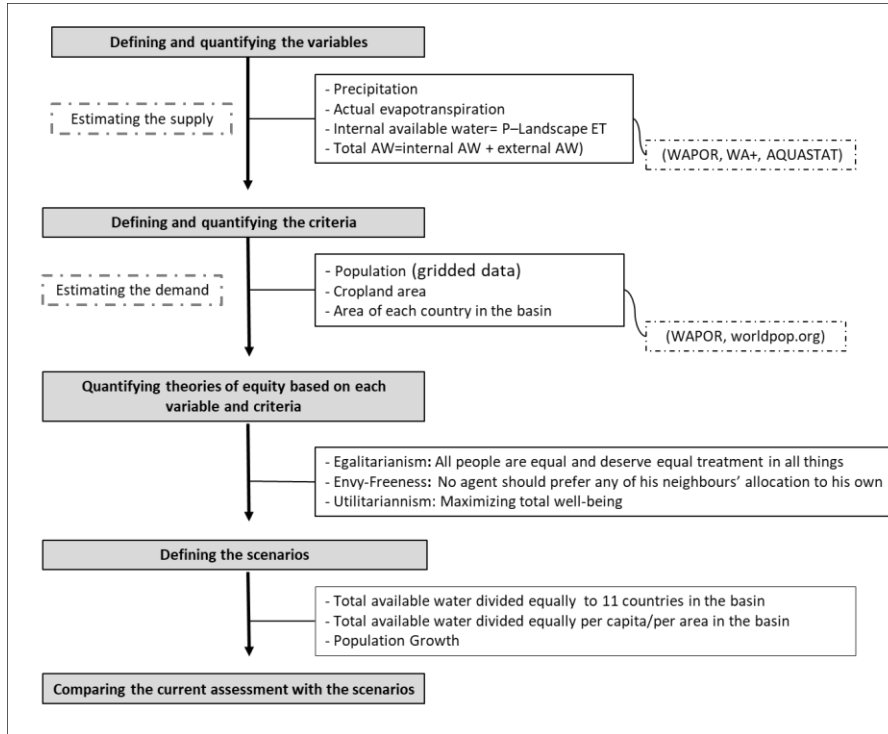 Defining and quantifying the variables
Estimating the supply
- Precipitation
- Actual evapotranspiration
- Internal available water= P–Landscape ET
- Total AW=internal AW + external AW)
(WAPOR, WA+, AQUASTAT)
Defining and quantifying the criteria
Estimating the demand
- Population (gridded data)
- Cropland area
- Area of each country in the basin
(WAPOR, worldpop.org)
Quantifying theories of equity based on each
variable and criteria
- Egalitarianism: All people are equal and deserve equal treatment in all things
- Envy-Freeness: No agent should prefer any of his neighbours’ allocation to his own
- Utilitariannism: Maximizing total well-being
Defining the scenarios
- Total available water divided equally to 11 countries in the basin
- Total available water divided equally per capita/per area in the basin
- Population Growth
Comparing the current assessment with the scenarios